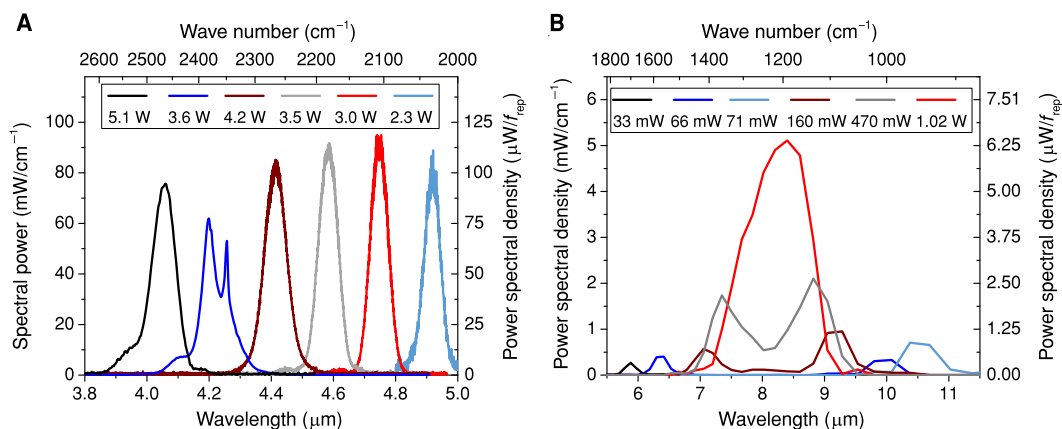 A
Wave number (cm⁻¹)
2600 2500 2400 2300 2200 2100 2000
5.1 W 3.6 W 4.2 W 3.5 W 3.0 W 2.3 W
Spectral power (mW/cm⁻¹)
0 20 40 60 80 100
Power spectral density (μW/f_rep)
0 25 50 75 100 125
3.8 4.0 4.2 4.4 4.6 4.8 5.0
Wavelength (μm)
B
Wave number (cm⁻¹)
1800 1600 1400 1200 1000
33 mW 66 mW 71 mW 160 mW 470 mW 1.02 W
Power spectral density (mW/cm⁻¹)
0 1 2 3 4 5 6
Power spectral density (μW/f_rep)
0.00 1.25 2.50 3.75 5.00 6.25 7.51
6 7 8 9 10 11
Wavelength (μm)